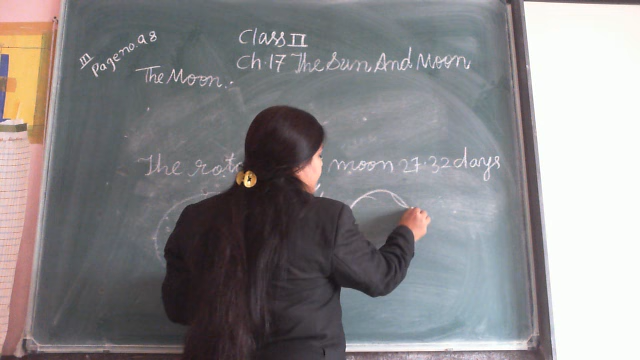 III
Page no. 98
Class II
Ch. 17 The Sun And Moon
The Moon.
The rota moon 27.32 days